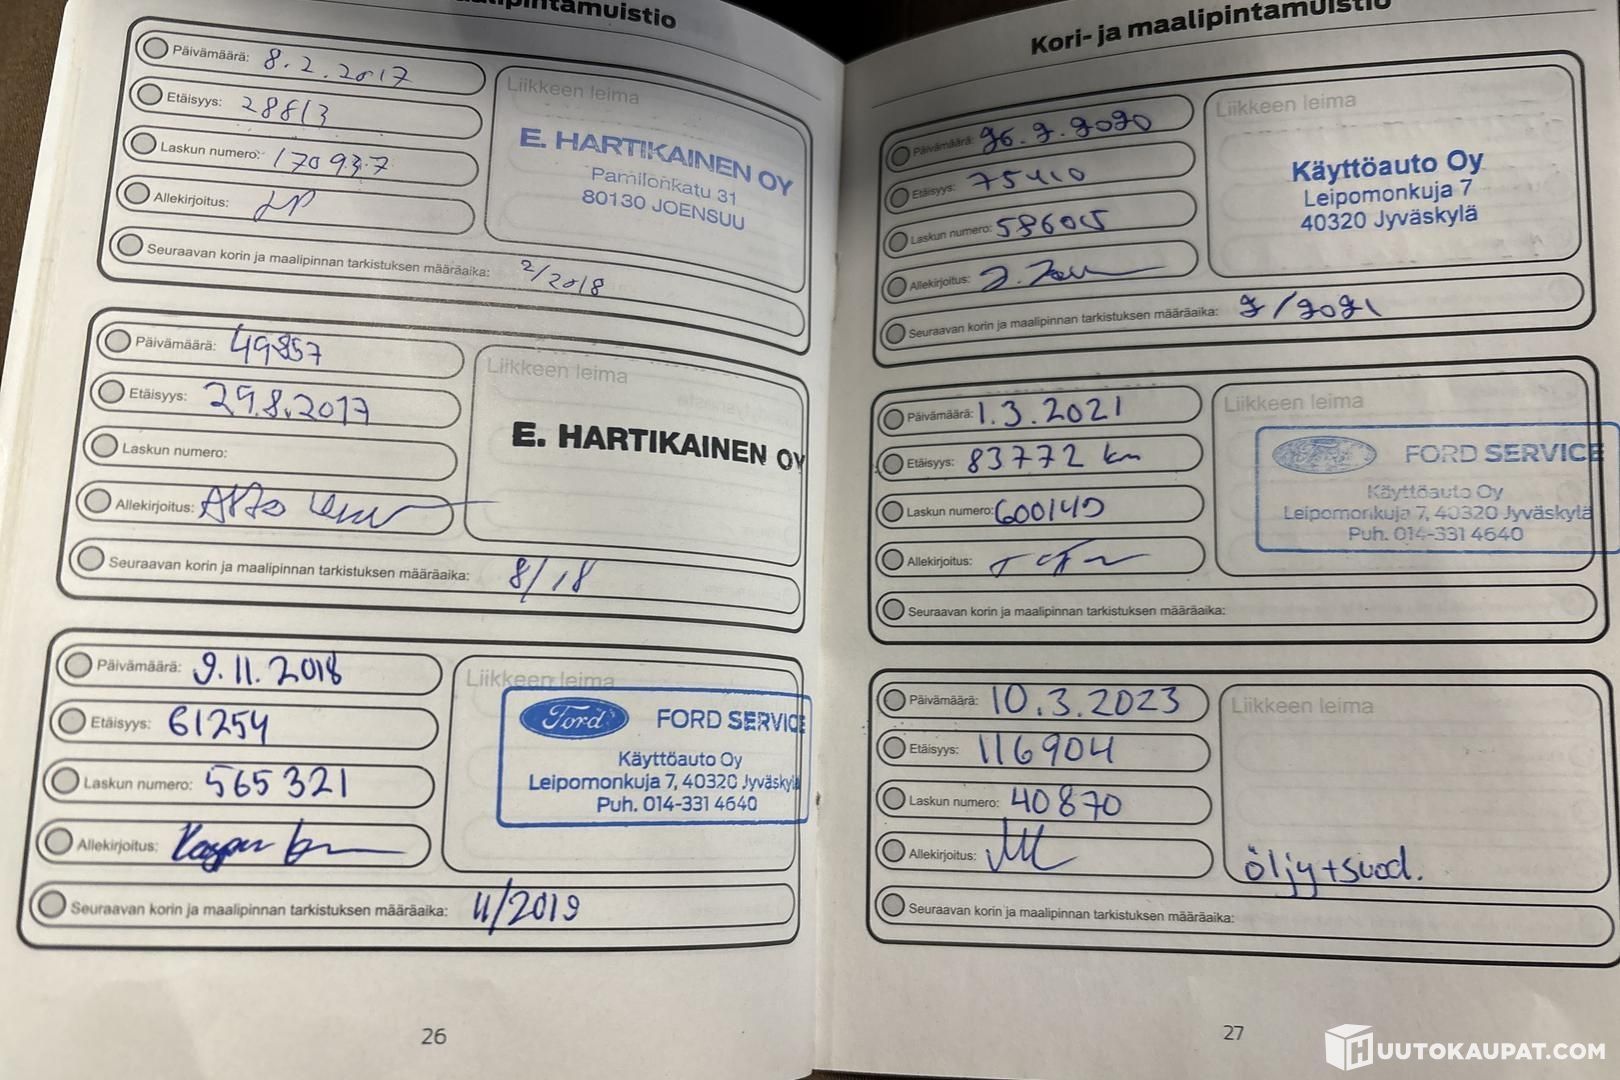 aalipintamuistio
Päivämäärä: 8.2.2017
Etäisyys: 28813
Laskun numero: 170937
Allekirjoitus:
Seuraavan korin ja maalipinnan tarkistuksen määräaika: 2/2018
Liikkeen leima
E. HARTIKAINEN OY
Pamilonkatu 31
80130 JOENSUU
Päivämäärä: 49857
Etäisyys: 29.8.2017
Laskun numero:
Allekirjoitus:
Seuraavan korin ja maalipinnan tarkistuksen määräaika: 8/18
Liikkeen leima
E. HARTIKAINEN OY
Päivämäärä: 9.11.2018
Etäisyys: 61254
Laskun numero: 565321
Allekirjoitus:
Seuraavan korin ja maalipinnan tarkistuksen määräaika: 11/2019
Liikkeen leima
Ford FORD SERVICE
Käyttöauto Oy
Leipomonkuja 7, 40320 Jyväskylä
Puh. 014-331 4640
26
Kori- ja maalipintamuistio
Päivämäärä: 26.2.2020
Etäisyys: 75410
Laskun numero: 586015
Allekirjoitus:
Seuraavan korin ja maalipinnan tarkistuksen määräaika: 2/2021
Liikkeen leima
Käyttöauto Oy
Leipomonkuja 7
40320 Jyväskylä
Päivämäärä: 1.3.2021
Etäisyys: 83772 km
Laskun numero: 600140
Allekirjoitus:
Seuraavan korin ja maalipinnan tarkistuksen määräaika:
Liikkeen leima
FORD SERVICE
Käyttöauto Oy
Leipomonkuja 7, 40320 Jyväskylä
Puh. 014-331 4640
Päivämäärä: 10.3.2023
Etäisyys: 116904
Laskun numero: 40870
Allekirjoitus:
Seuraavan korin ja maalipinnan tarkistuksen määräaika:
Liikkeen leima
öljy+suod.
27
HUUTOKAUPAT.COM